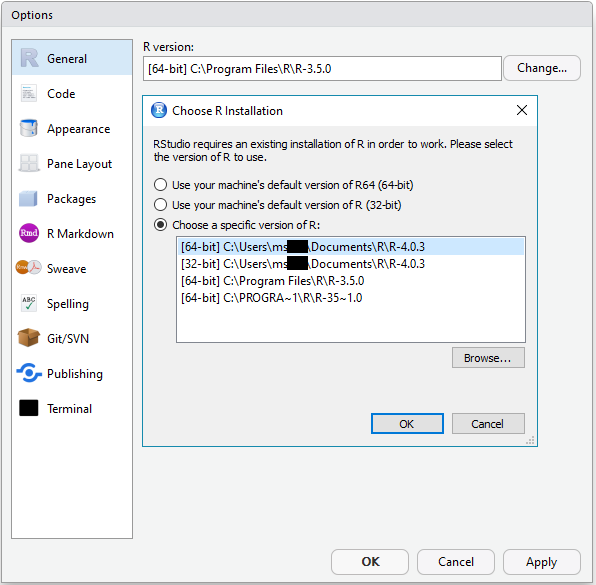 Options
General
Code
Appearance
Pane Layout
Packages
R Markdown
Sweave
Spelling
Git/SVN
Publishing
Terminal
R version:
[64-bit] C:\Program Files\R\R-3.5.0
Change...
Choose R Installation
RStudio requires an existing installation of R in order to work. Please select
the version of R to use.
Use your machine's default version of R64 (64-bit)
Use your machine's default version of R (32-bit)
Choose a specific version of R:
[64-bit] C:\Users\ms\Documents\R\R-4.0.3
[32-bit] C:\Users\ms\Documents\R\R-4.0.3
[64-bit] C:\Program Files\R\R-3.5.0
[64-bit] C:\PROGRA~1\R\R-35~1.0
Browse...
OK
Cancel
OK
Cancel
Apply